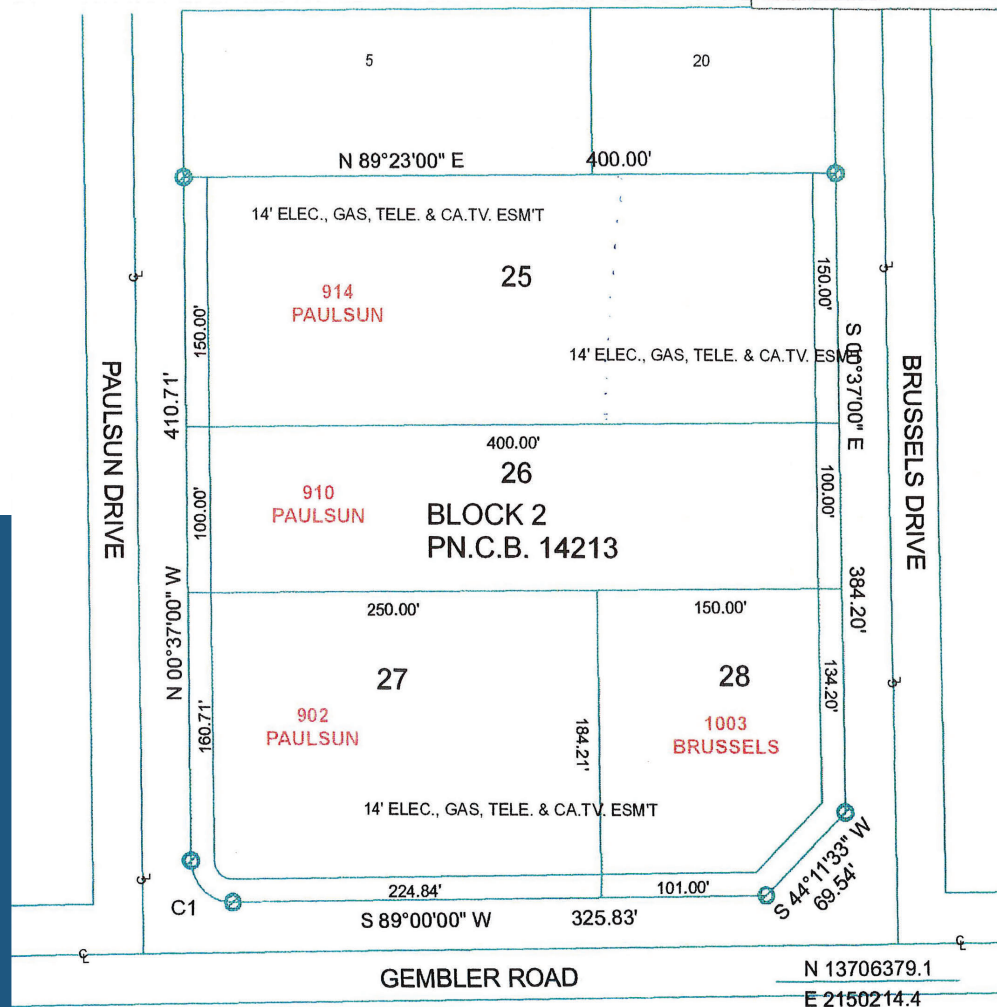 5
20
N 89°23'00" E
400.00'
14' ELEC., GAS, TELE. & CA.TV. ESM'T
25
914
PAULSUN
150.00'
150.00'
14' ELEC., GAS, TELE. & CA.TV. ESM'T
S 00°37'00" E
410.71'
PAULSUN DRIVE
BRUSSELS DRIVE
400.00'
26
910
PAULSUN
100.00'
100.00'
BLOCK 2
PN.C.B. 14213
384.20'
N 00°37'00" W
250.00'
150.00'
27
28
902
PAULSUN
160.71'
184.21'
134.20'
1003
BRUSSELS
14' ELEC., GAS, TELE. & CA.TV. ESM'T
C1
224.84'
101.00'
S 89°00'00" W
325.83'
S 44°11'33" W
69.54'
GEMBLER ROAD
N 13706379.1
E 2150214.4